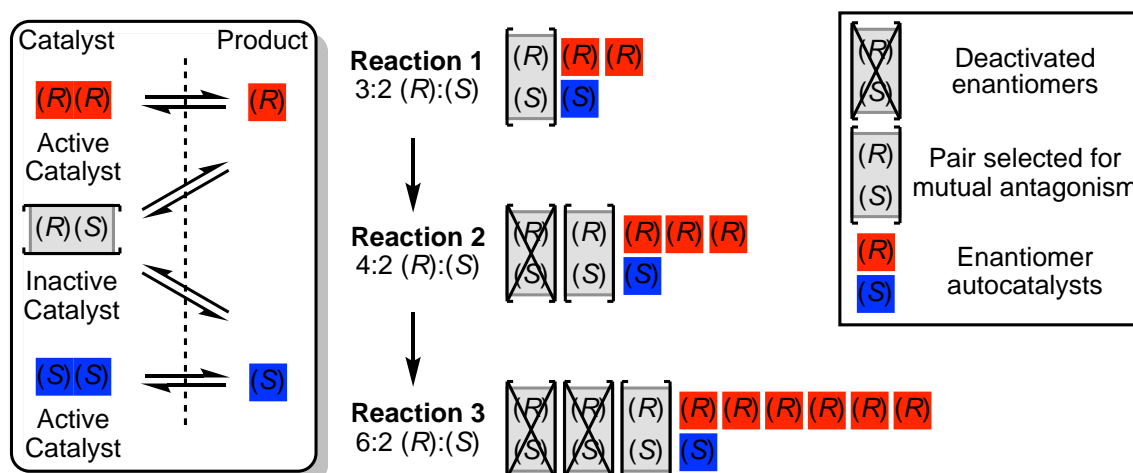 Catalyst Product
(R)(R) (R)
Active
Catalyst
(R)(S)
Inactive
Catalyst
(S)(S) (S)
Active
Catalyst
Reaction 1
3:2 (R):(S)
(R) (R) (R)
(S) (S)
Reaction 2
4:2 (R):(S)
(R) (R) (R) (R) (R)
(S) (S) (S)
Reaction 3
6:2 (R):(S)
(R) (R) (R) (R) (R) (R) (R) (R) (R)
(S) (S) (S) (S)
(R)
(S)
Deactivated
enantiomers
(R)
(S)
Pair selected for
mutual antagonism
(R)
(S)
Enantiomer
autocatalysts